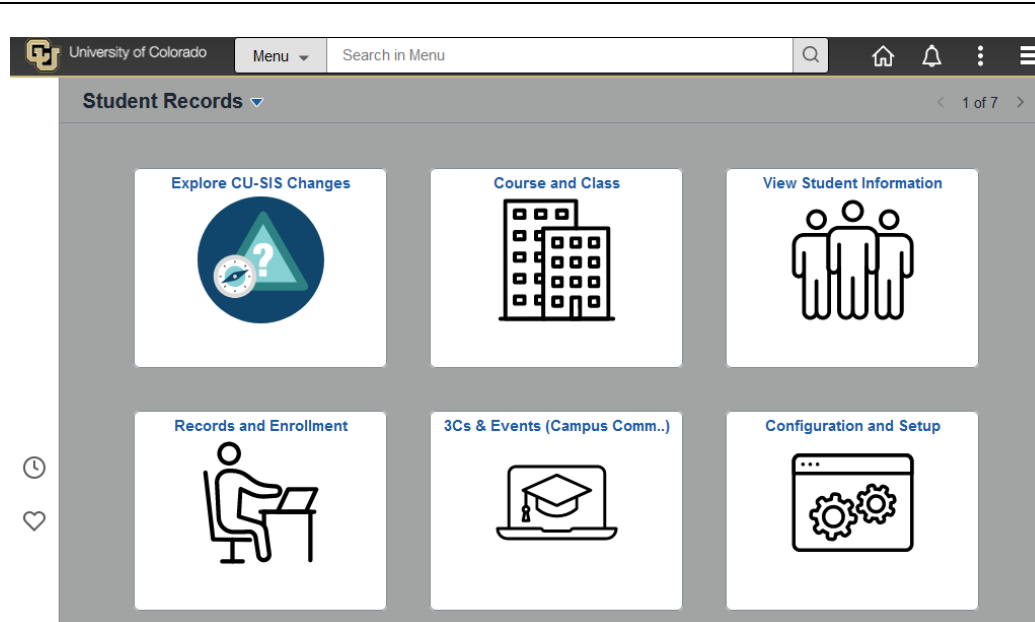 University of Colorado
Menu
Search in Menu
Student Records
1 of 7
Explore CU-SIS Changes
Course and Class
View Student Information
?
Records and Enrollment
3Cs & Events (Campus Comm..)
Configuration and Setup